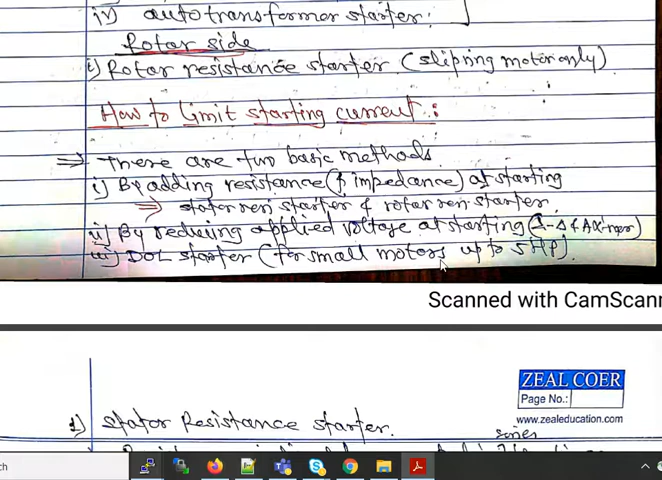 iv) autotransformer starter.
Rotor side
i) Rotor resistance starter (slipring motor only)
How to limit starting current :
⇒ There are two basic methods.
i) By adding resistance (& impedance) at starting
⇒ stator res. starter & rotor res. starter.
ii) By reducing applied voltage at starting (Y-Δ &
iii) DOL starter (for small motors up to 5HP).
Scanned with CamScann
ZEAL COER
Page No.:
www.zealeducation.com
1) Stator Resistance starter.
series
ch